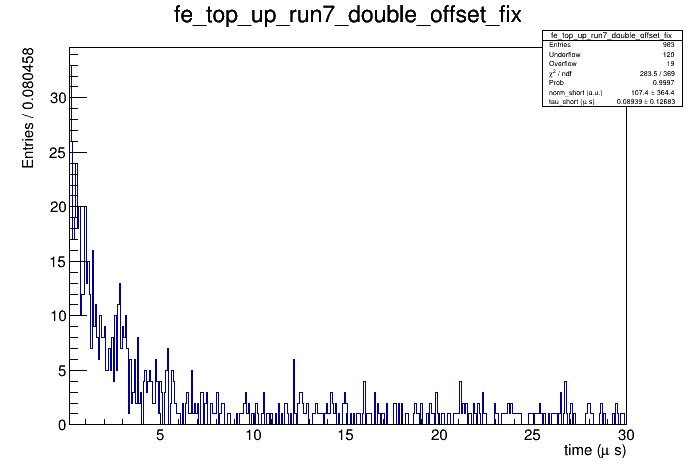 fe_top_up_run7_double_offset_fix
fe_top_up_run7_double_offset_fix
Entries 983
Underflow 120
Overflow 19
χ² / ndf 283.5 / 369
Prob 0.9997
norm_short (a.u.) 107.4 ± 364.4
tau_short (μ s) 0.08939 ± 0.12683
Entries / 0.080458
30
25
20
15
10
5
0
5 10 15 20 25 30
time (μ s)